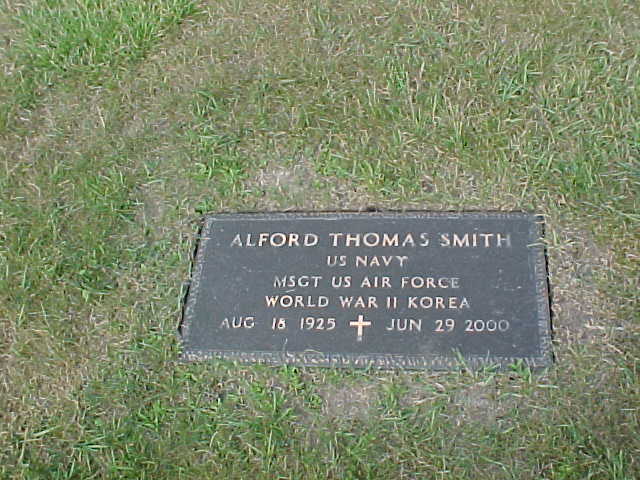 ALFORD THOMAS SMITH
US NAVY
MSGT US AIR FORCE
WORLD WAR II KOREA
AUG 18 1925 JUN 29 2000